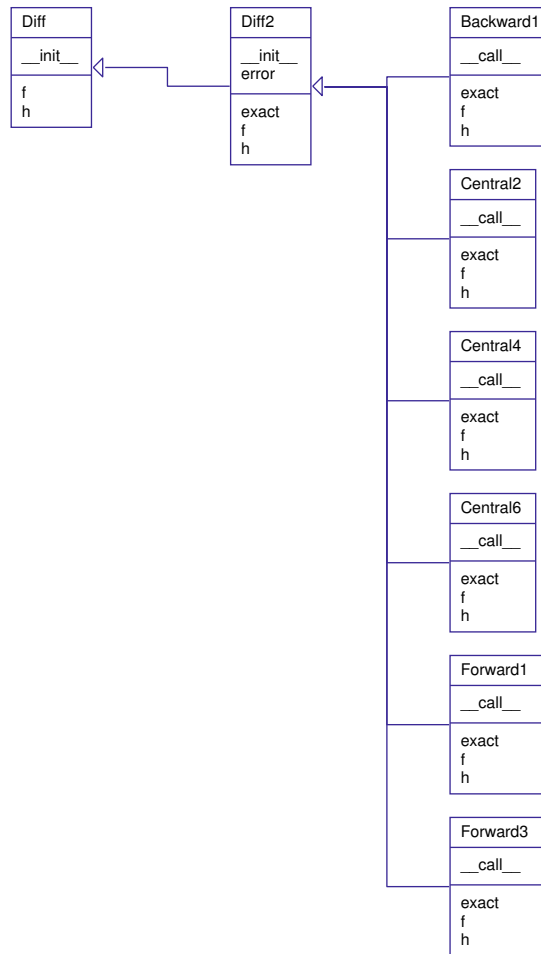 Diff
__init__
f
h
Diff2
__init__
error
exact
f
h
Backward1
__call__
exact
f
h
Central2
__call__
exact
f
h
Central4
__call__
exact
f
h
Central6
__call__
exact
f
h
Forward1
__call__
exact
f
h
Forward3
__call__
exact
f
h